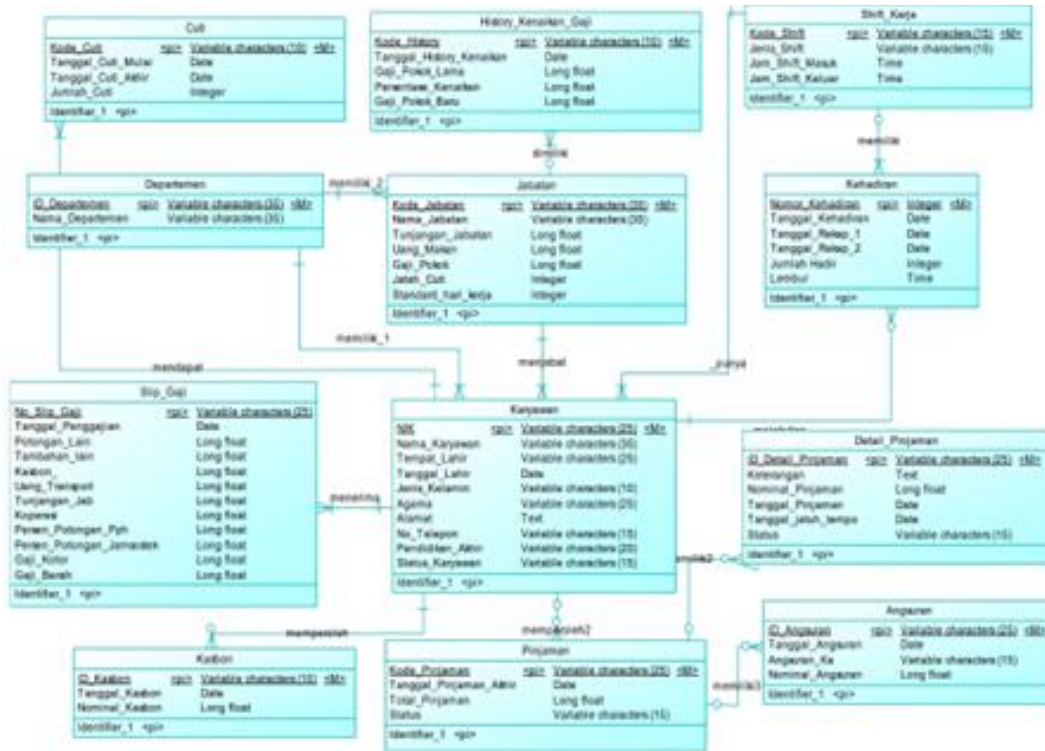 Cuti
Kode_Cuti <pi> Variable characters (10) <M>
Tanggal_Cuti_Mulai Date
Tanggal_Cuti_Akhir Date
Jumlah_Cuti Integer
Identifier_1 <pi>
History_Kenaikan_Gaji
Kode_History <pi> Variable characters (10) <M>
Tanggal_History_Kenaikan Date
Gaji_Pokok_Lama Long float
Persentase_Kenaikan Long float
Gaji_Pokok_Baru Long float
Identifier_1 <pi>
Shift_Kerja
Kode_Shift <pi> Variable characters (15) <M>
Jenis_Shift Variable characters (10)
Jam_Shift_Masuk Time
Jam_Shift_Keluar Time
Identifier_1 <pi>
dimiliki
memiliki
Departemen
ID_Departemen <pi> Variable characters (30) <M>
Nama_Departemen Variable characters (35)
Identifier_1 <pi>
memiliki_2
Jabatan
Kode_Jabatan <pi> Variable characters (30) <M>
Nama_Jabatan Variable characters (30)
Tunjangan_Jabatan Long float
Uang_Makan Long float
Gaji_Pokok Long float
Jatah_Cuti Integer
Standard_hari_kerja Integer
Identifier_1 <pi>
Kehadiran
Nomor_Kehadiran <pi> Integer <M>
Tanggal_Kehadiran Date
Tanggal_Rekap_1 Date
Tanggal_Rekap_2 Date
Jumlah Hadir Integer
Lembur Time
Identifier_1 <pi>
memiliki_1
mendapat
menjabat
_punya
Slip_Gaji
No_Slip_Gaji <pi> Variable characters (25)
Tanggal_Penggajian Date
Potongan_Lain Long float
Tambahan_lain Long float
Kasbon_ Long float
Uang_Transport Long float
Tunjangan_Jab Long float
Koperasi Long float
Persen_Potongan_Pph Long float
Persen_Potongan_Jamsostek Long float
Gaji_Kotor Long float
Gaji_Bersih Long float
Identifier_1 <pi>
menerima
Karyawan
NIK <pi> Variable characters (25) <M>
Nama_Karyawan Variable characters (35)
Tempat_Lahir Variable characters (25)
Tanggal_Lahir Date
Jenis_Kelamin Variable characters (10)
Agama Variable characters (25)
Alamat Text
No_Telepon Variable characters (15)
Pendidikan_Akhir Variable characters (20)
Status_Karyawan Variable characters (15)
Identifier_1 <pi>
Detail_Pinjaman
ID_Detail_Pinjaman <pi> Variable characters (25) <M>
Keterangan Text
Nominal_Pinjaman Long float
Tanggal_Pinjaman Date
Tanggal_jatuh_tempo Date
Status Variable characters (15)
Identifier_1 <pi>
memperoleh
memperoleh2
memiliki3
Kasbon
ID_Kasbon <pi> Variable characters (10) <M>
Tanggal_Kasbon Date
Nominal_Kasbon Long float
Identifier_1 <pi>
Pinjaman
Kode_Pinjaman <pi> Variable characters (25) <M>
Tanggal_Pinjaman_Akhir Date
Total_Pinjaman Long float
Status Variable characters (15)
Identifier_1 <pi>
Angsuran
ID_Angsuran <pi> Variable characters (25) <M>
Tanggal_Angsuran Date
Angsuran_Ke Variable characters (15)
Nominal_Angsuran Long float
Identifier_1 <pi>